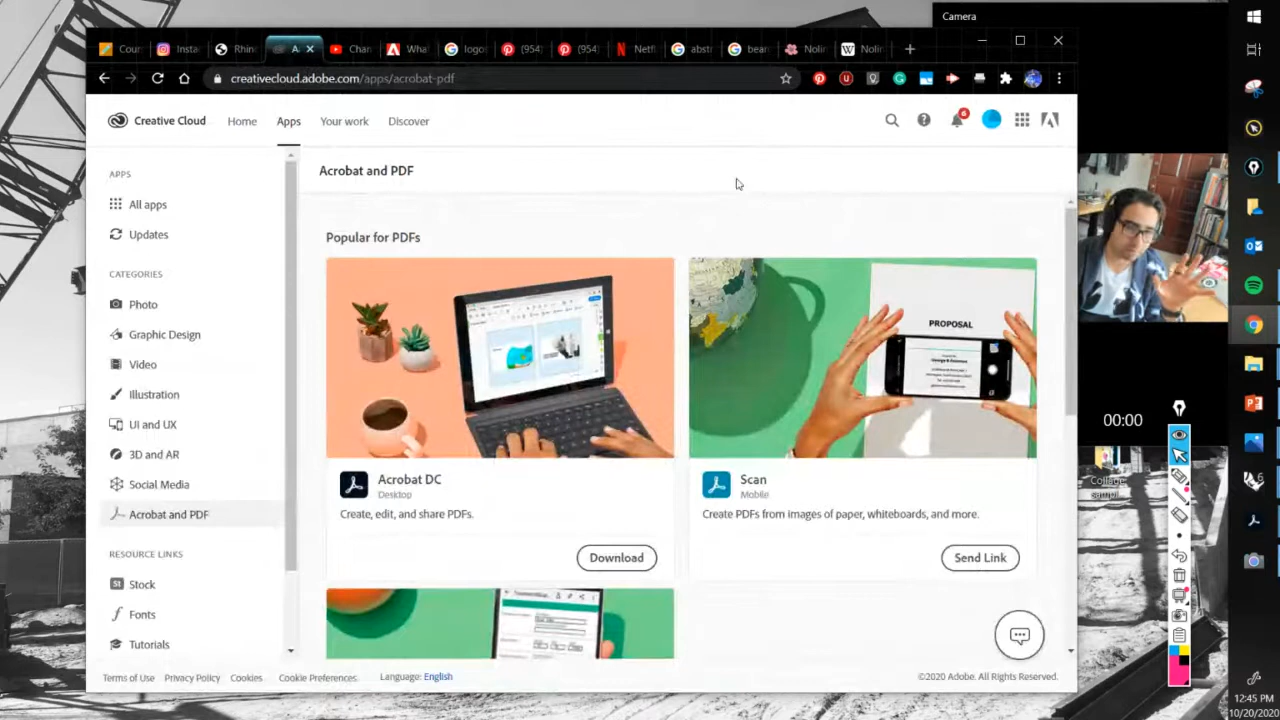 Camera
Cour
Insta
Rhin
A
Chan
Wha
logo
(954)
(954)
Netf
abstr
bear
Nolin
Nolin
creativecloud.adobe.com/apps/acrobat-pdf
Creative Cloud
Home
Apps
Your work
Discover
6
APPS
All apps
Updates
CATEGORIES
Photo
Graphic Design
Video
Illustration
UI and UX
3D and AR
Social Media
Acrobat and PDF
RESOURCE LINKS
St Stock
Fonts
Tutorials
Acrobat and PDF
Popular for PDFs
PROPOSAL
Acrobat DC
Desktop
Create, edit, and share PDFs.
Download
Scan
Mobile
Create PDFs from images of paper, whiteboards, and more.
Send Link
Terms of Use
Privacy Policy
Cookies
Cookie Preferences
Language: English
©2020 Adobe. All Rights Reserved.
00:00
Collage
sampl
12:45 PM
10/20/2020